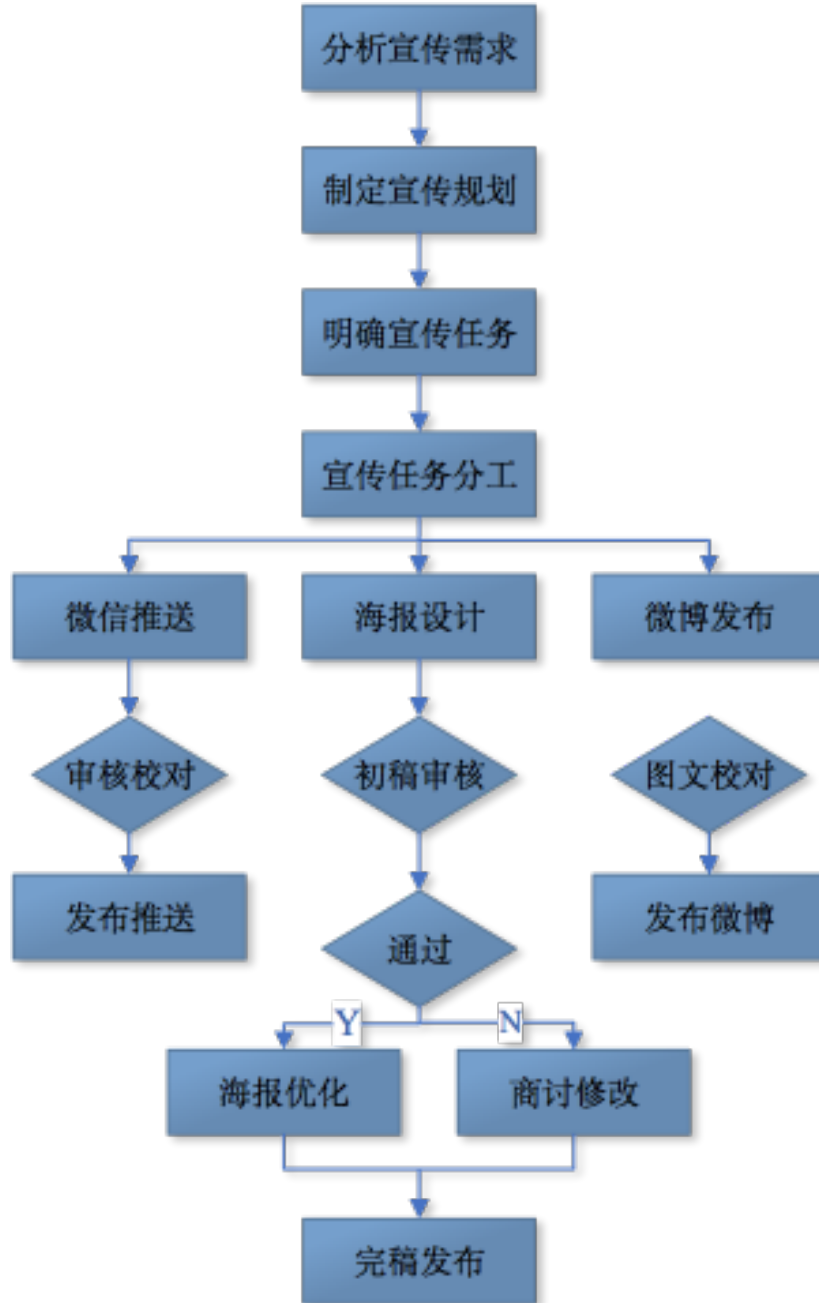 分析宣传需求
制定宣传规划
明确宣传任务
宣传任务分工
微信推送
海报设计
微博发布
审核校对
初稿审核
图文校对
发布推送
通过
发布微博
Y
N
海报优化
商讨修改
完稿发布